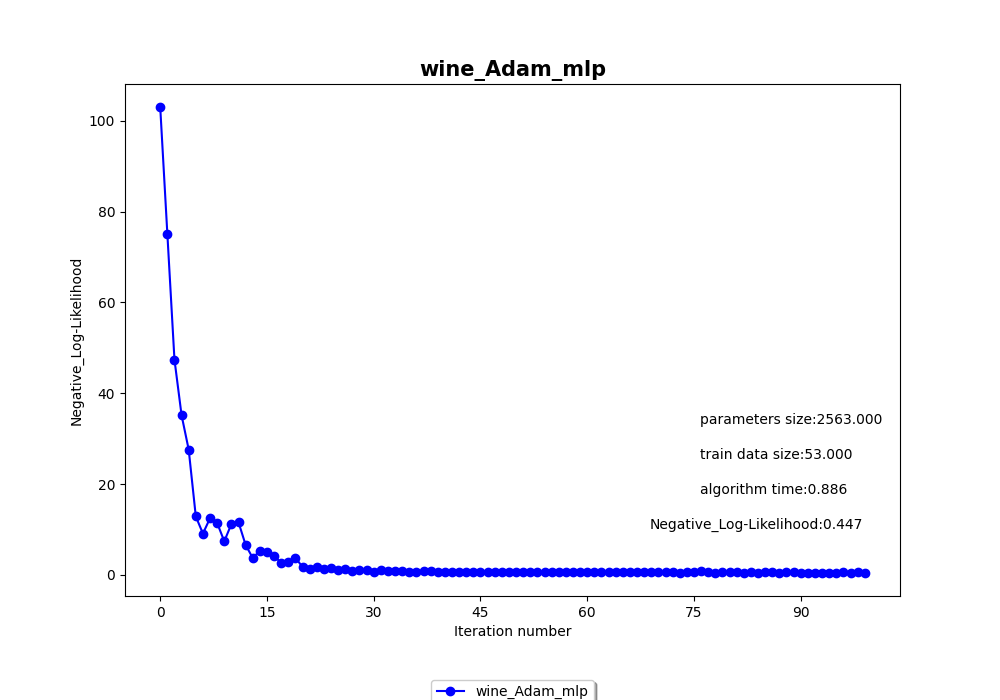 wine_Adam_mlp
100
80
60
40
20
0
Negative_Log-Likelihood
parameters size:2563.000
train data size:53.000
algorithm time:0.886
Negative_Log-Likelihood:0.447
0 15 30 45 60 75 90
Iteration number
wine_Adam_mlp